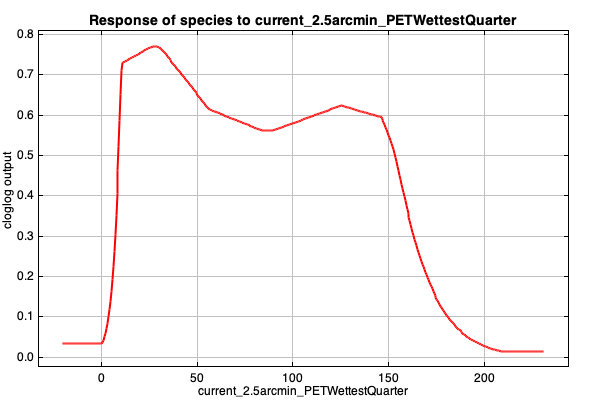 Response of species to current_2.5arcmin_PETWettestQuarter
0.8
0.7
0.6
0.5
0.4
0.3
0.2
0.1
0.0
cloglog output
0 50 100 150 200
current_2.5arcmin_PETWettestQuarter